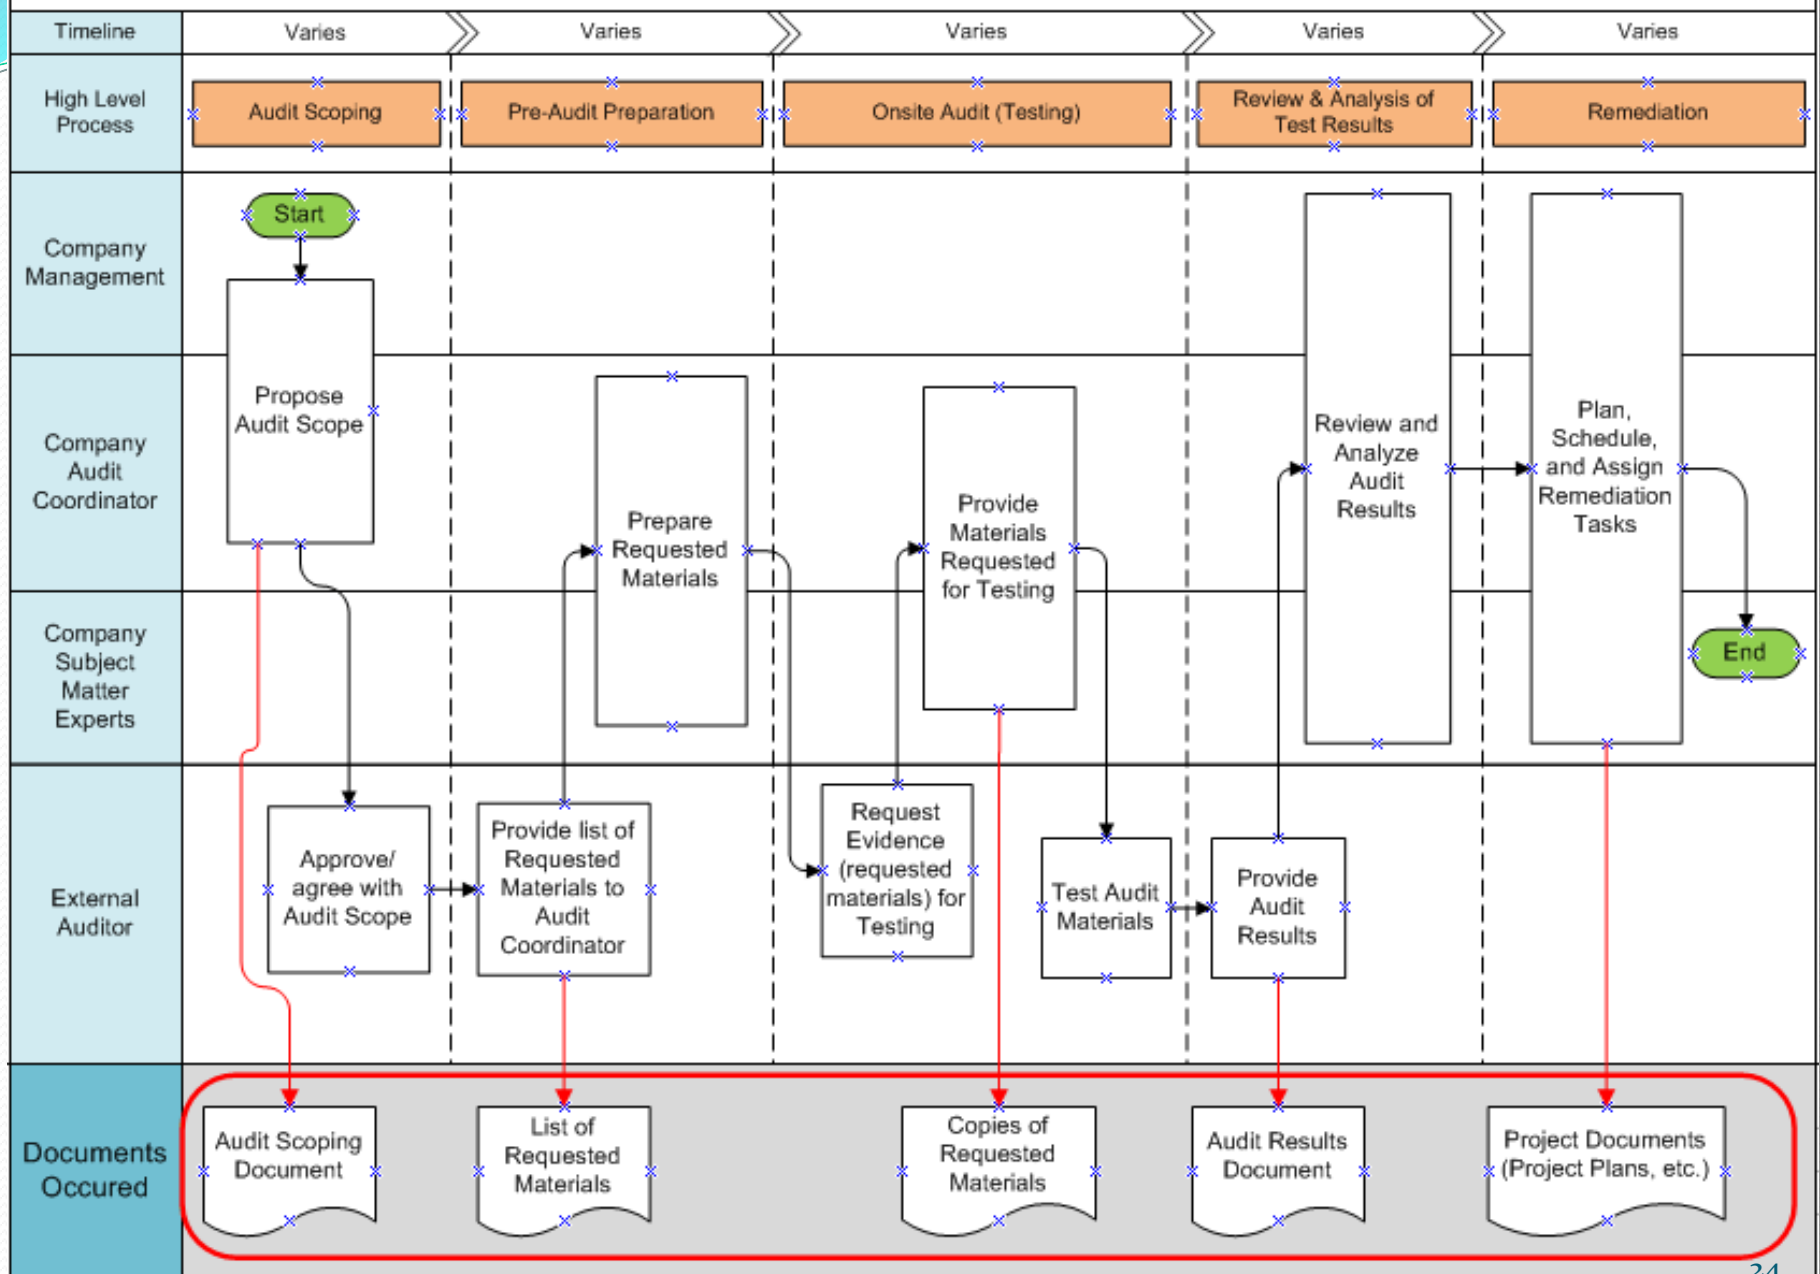 Timeline
Varies
Varies
Varies
Varies
Varies
High Level
Process
Audit Scoping
Pre-Audit Preparation
Onsite Audit (Testing)
Review & Analysis of
Test Results
Remediation
Company
Management
Start
Propose
Audit Scope
Company
Audit
Coordinator
Prepare
Requested
Materials
Provide
Materials
Requested
for Testing
Review and
Analyze
Audit
Results
Plan,
Schedule,
and Assign
Remediation
Tasks
Company
Subject
Matter
Experts
End
External
Auditor
Approve/
agree with
Audit Scope
Provide list of
Requested
Materials to
Audit
Coordinator
Request
Evidence
(requested
materials) for
Testing
Test Audit
Materials
Provide
Audit
Results
Documents
Occured
Audit Scoping
Document
List of
Requested
Materials
Copies of
Requested
Materials
Audit Results
Document
Project Documents
(Project Plans, etc.)